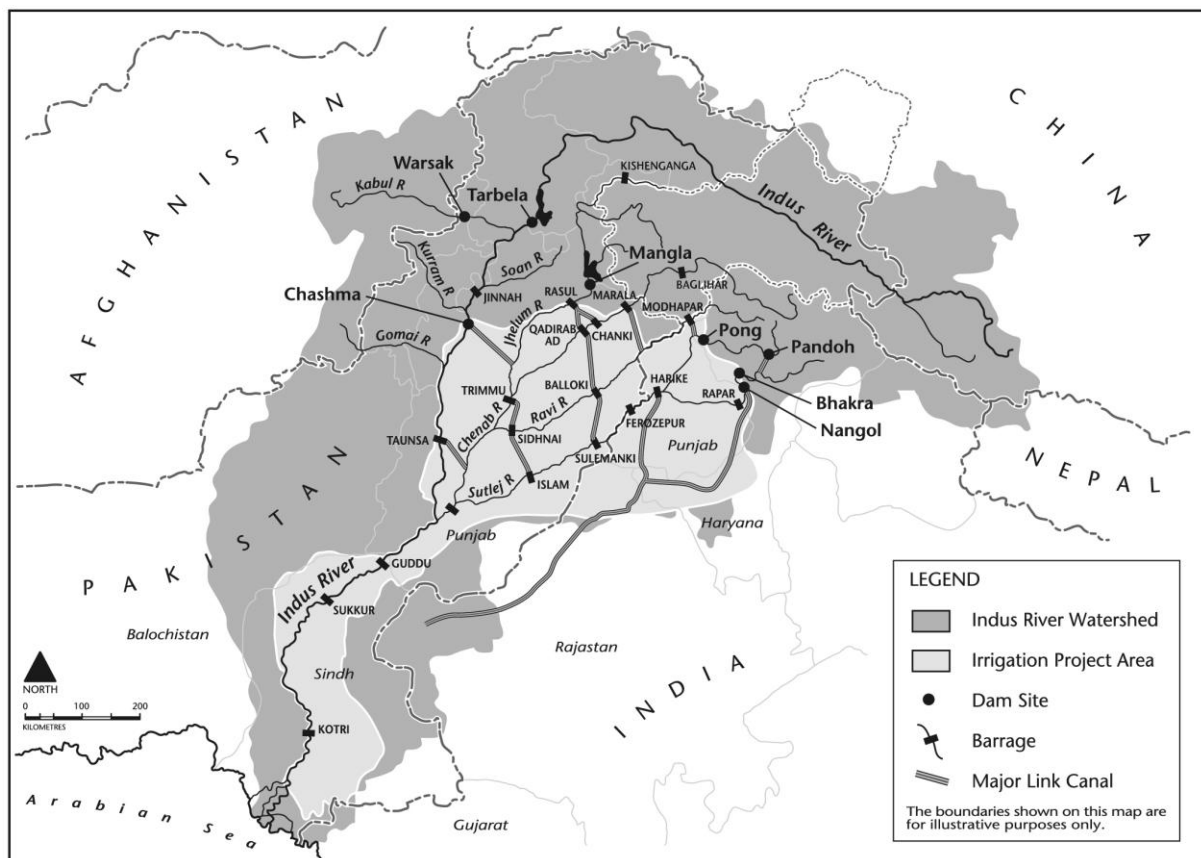 AFGHANISTAN
CHINA
KISHENGANGA
Warsak
Kabul R
Tarbela
Indus River
Kurram R
Soan R
Mangla
BAGLIHAR
JINNAH
Chashma
RASUL
MARALA
MODHAPAR
Jhelum R
QADIRAB
AD
CHANKI
Pong
Pandoh
Gomai R
TRIMMU
BALLOKI
HARIKE
RAPAR
Bhakra
Nangol
Chenab R
Ravi R
FEROZEPUR
TAUNSA
SIDHNAI
Punjab
SULEMANKI
NEPAL
Sutlej R
ISLAM
Haryana
Punjab
PAKISTAN
GUDDU
Indus River
SUKKUR
Balochistan
Rajastan
INDIA
Sindh
NORTH
0 100 200
KILOMETRES
KOTRI
Arabian Sea
Gujarat
LEGEND
Indus River Watershed
Irrigation Project Area
Dam Site
Barrage
Major Link Canal
The boundaries shown on this map are
for illustrative purposes only.